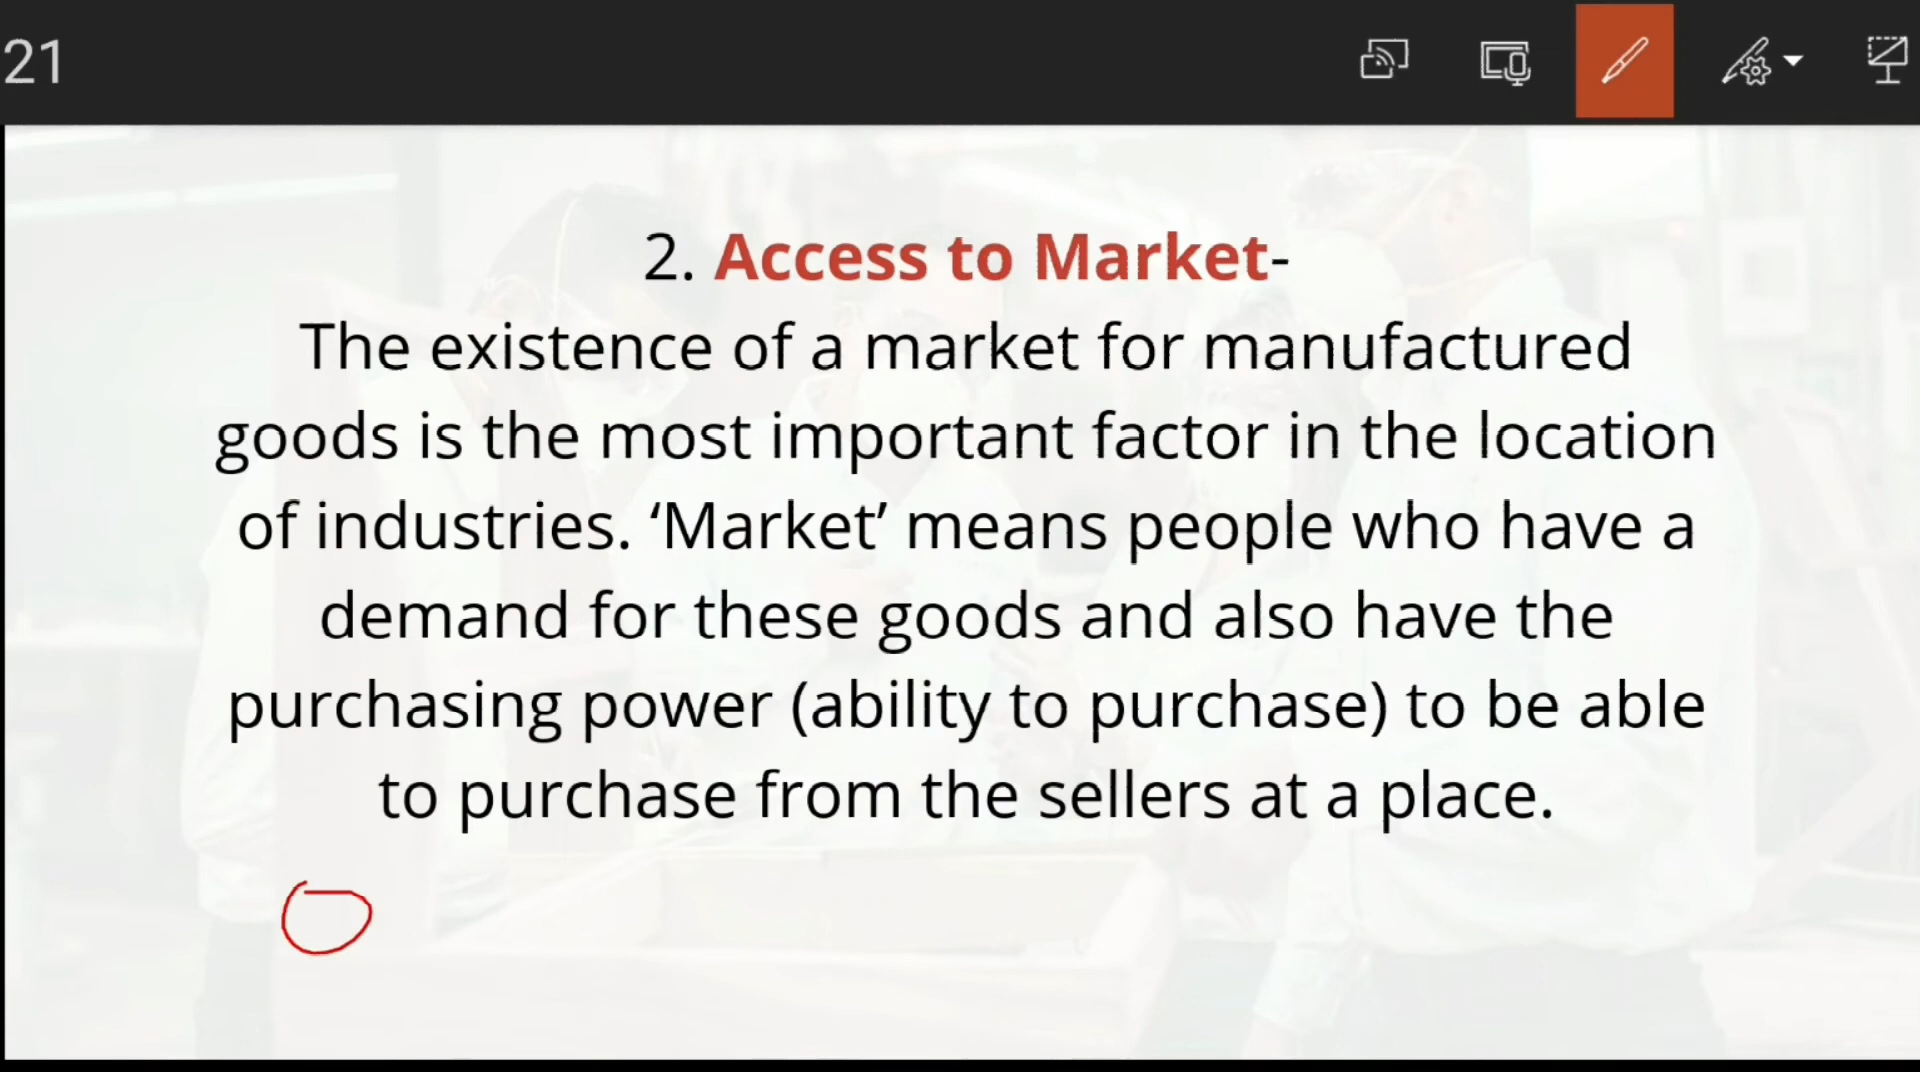 21
2. Access to Market-
The existence of a market for manufactured
goods is the most important factor in the location
of industries. ‘Market’ means people who have a
demand for these goods and also have the
purchasing power (ability to purchase) to be able
to purchase from the sellers at a place.